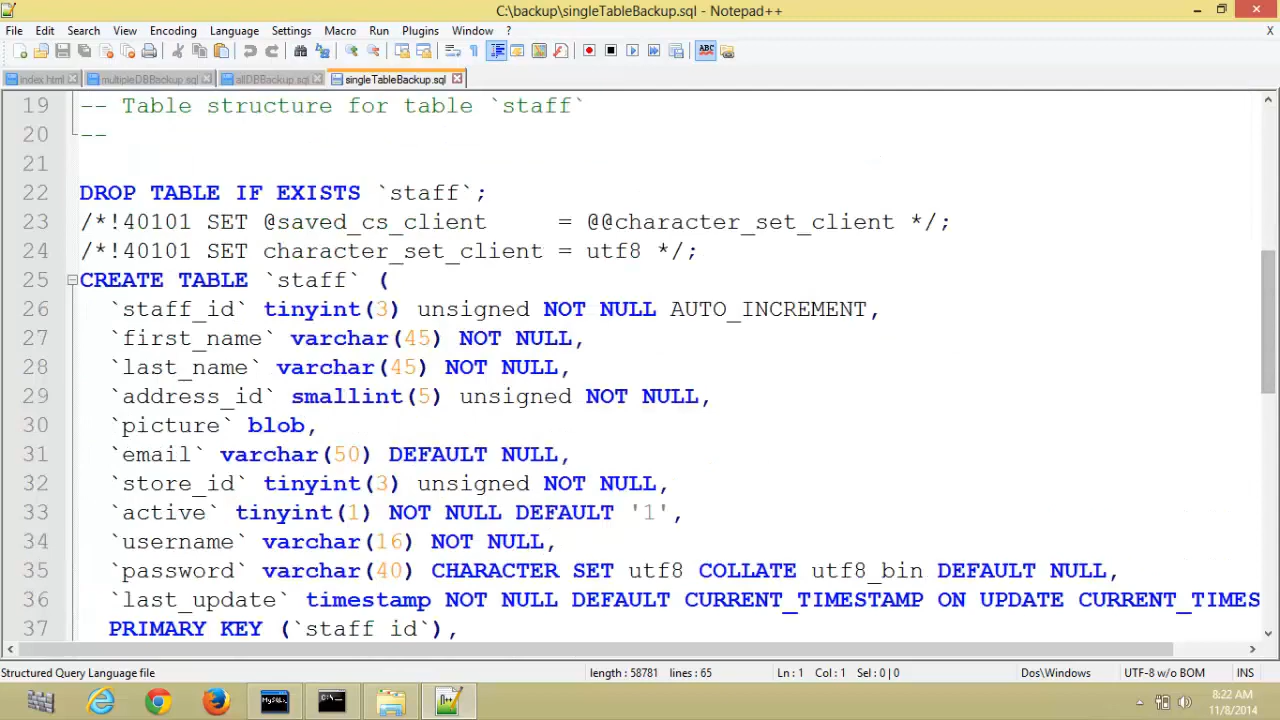 C:\backup\singleTableBackup.sql - Notepad++
File Edit Search View Encoding Language Settings Macro Run Plugins Window ? X
index.html multipleDBBackup.sql allDBBackup.sql singleTableBackup.sql
19 -- Table structure for table `staff`
20 --
21
22 DROP TABLE IF EXISTS `staff`;
23 /*!40101 SET @saved_cs_client     = @@character_set_client */;
24 /*!40101 SET character_set_client = utf8 */;
25 CREATE TABLE `staff` (
26 `staff_id` tinyint(3) unsigned NOT NULL AUTO_INCREMENT,
27 `first_name` varchar(45) NOT NULL,
28 `last_name` varchar(45) NOT NULL,
29 `address_id` smallint(5) unsigned NOT NULL,
30 `picture` blob,
31 `email` varchar(50) DEFAULT NULL,
32 `store_id` tinyint(3) unsigned NOT NULL,
33 `active` tinyint(1) NOT NULL DEFAULT '1',
34 `username` varchar(16) NOT NULL,
35 `password` varchar(40) CHARACTER SET utf8 COLLATE utf8_bin DEFAULT NULL,
36 `last_update` timestamp NOT NULL DEFAULT CURRENT_TIMESTAMP ON UPDATE CURRENT_TIMES
37 PRIMARY KEY (`staff_id`),
Structured Query Language file length : 58781 lines : 65 Ln : 1 Col : 1 Sel : 0 | 0 Dos\Windows UTF-8 w/o BOM INS
8:22 AM
11/8/2014